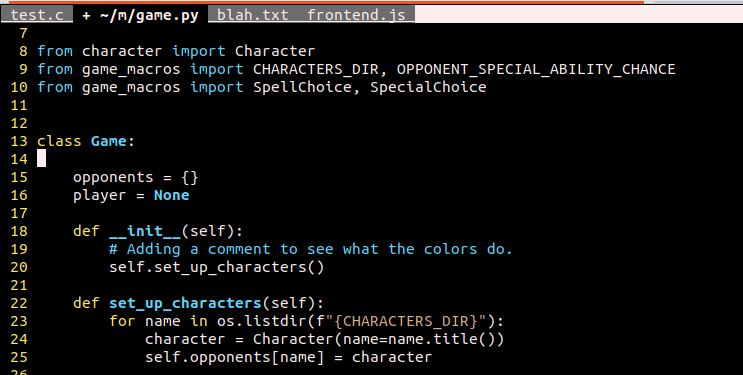 test.c + ~/m/game.py blah.txt frontend.js
7
8 from character import Character
9 from game_macros import CHARACTERS_DIR, OPPONENT_SPECIAL_ABILITY_CHANCE
10 from game_macros import SpellChoice, SpecialChoice
11
12
13 class Game:
14
15     opponents = {}
16     player = None
17
18     def __init__(self):
19         # Adding a comment to see what the colors do.
20         self.set_up_characters()
21
22     def set_up_characters(self):
23         for name in os.listdir(f"{CHARACTERS_DIR}"):
24             character = Character(name=name.title())
25             self.opponents[name] = character
26